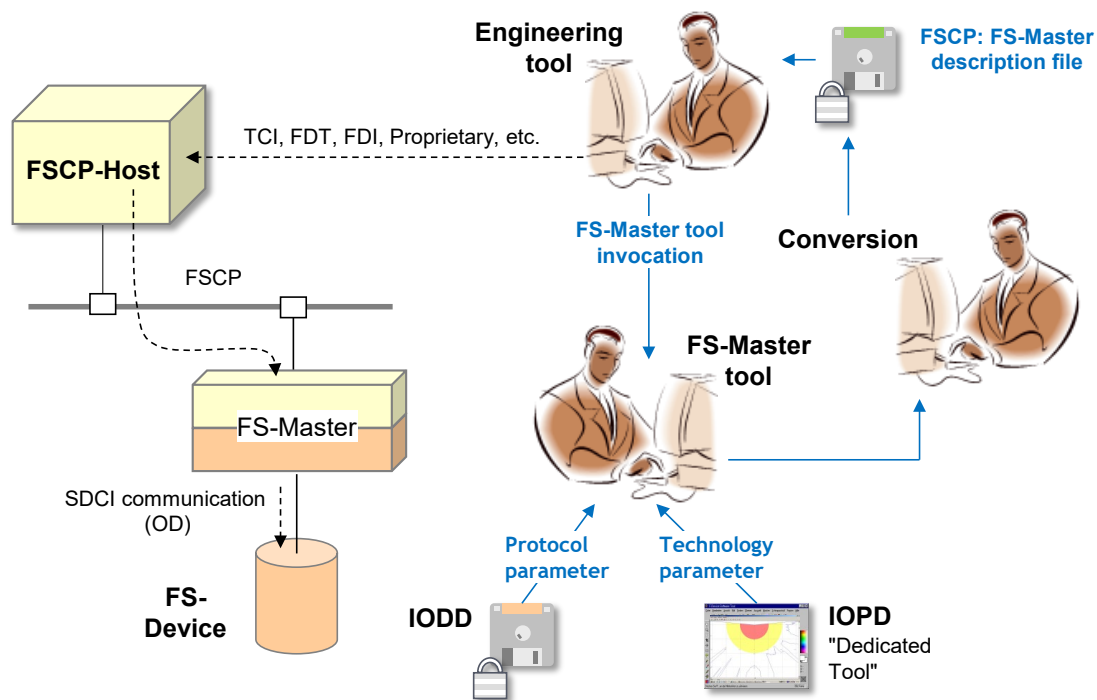 Engineering
tool
FSCP: FS-Master
description file
TCI, FDT, FDI, Proprietary, etc.
FSCP-Host
FS-Master tool
invocation
Conversion
FSCP
FS-Master
tool
FS-Master
SDCI communication
(OD)
Protocol
parameter
Technology
parameter
FS-
Device
IODD
IOPD
"Dedicated
Tool"